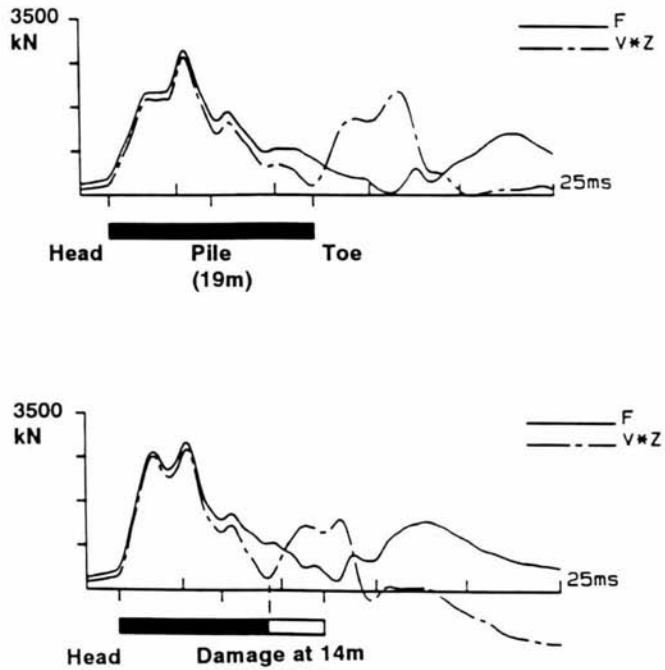 3500
kN
F
V*Z
25ms
Head
Pile
(19m)
Toe
3500
kN
F
V*Z
25ms
Head
Damage at 14m